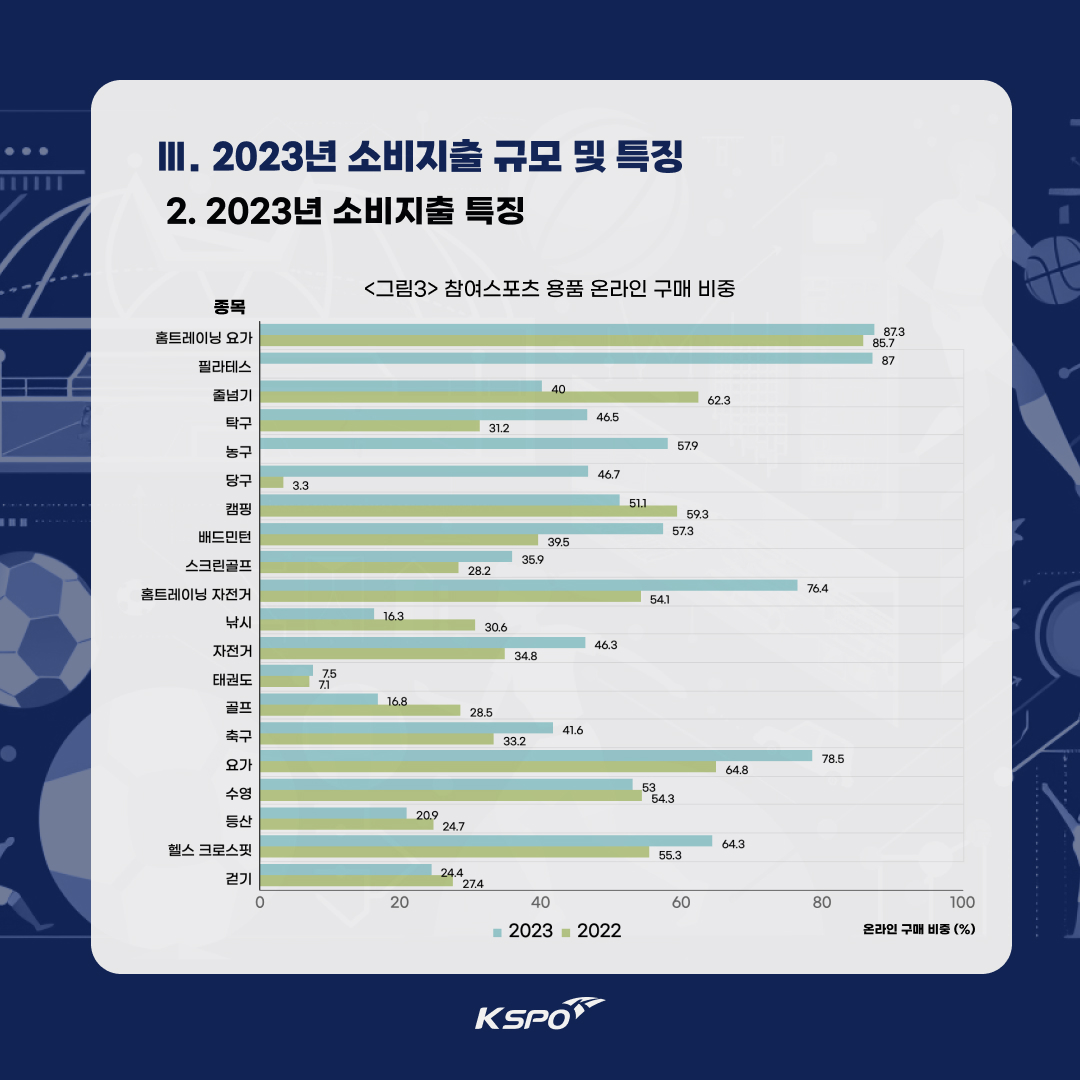 Ⅲ. 2023년 소비지출 규모 및 특징
2. 2023년 소비지출 특징
<그림3> 참여스포츠 용품 온라인 구매 비중
종목
홈트레이닝 요가 87.3
85.7
필라테스 87
줄넘기 40
62.3
탁구 46.5
31.2
농구 57.9
당구 46.7
3.3
캠핑 51.1
59.3
배드민턴 57.3
39.5
스크린골프 35.9
28.2
홈트레이닝 자전거 76.4
54.1
낚시 16.3
30.6
자전거 46.3
34.8
태권도 7.5
7.1
골프 16.8
28.5
축구 41.6
33.2
요가 78.5
64.8
수영 53
54.3
등산 20.9
24.7
헬스 크로스핏 64.3
55.3
걷기 24.4
27.4
0 20 40 60 80 100
2023 2022
온라인 구매 비중 (%)
KSPO